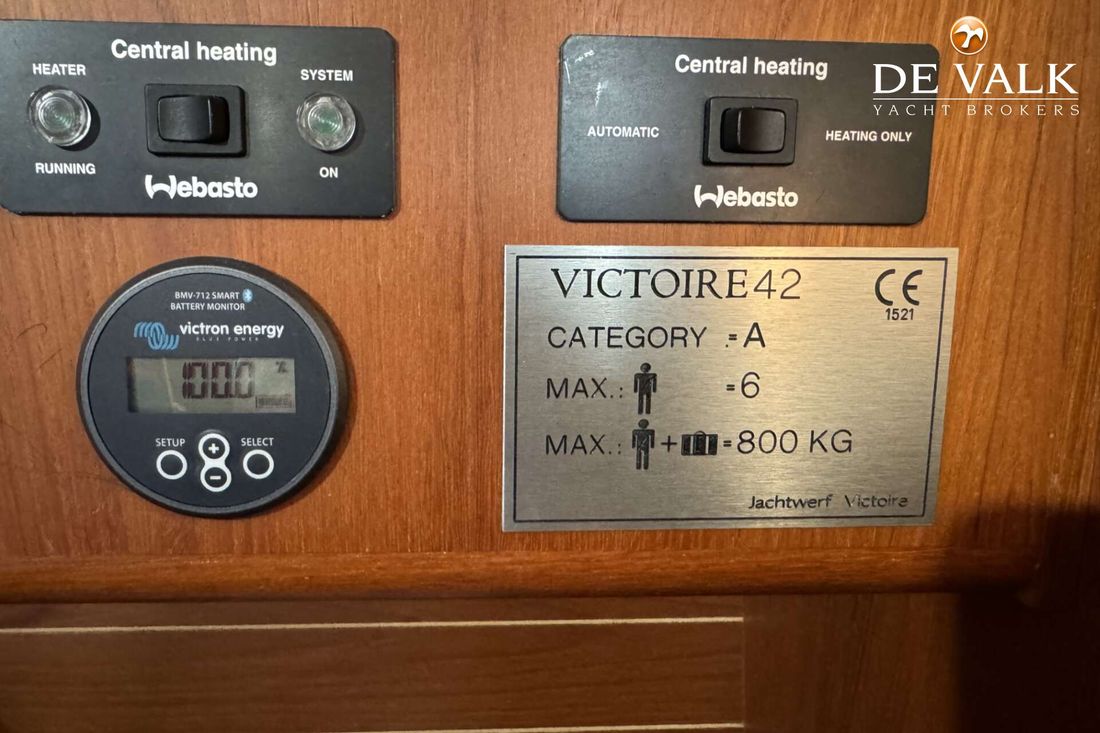 Central heating
HEATER
SYSTEM
RUNNING
ON
Webasto
Central heating
AUTOMATIC
HEATING ONLY
Webasto
DE VALK
YACHT BROKERS
BMV-712 SMART
BATTERY MONITOR
victron energy
BLUE POWER
100.0 %
SETUP
SELECT
+
-
VICTOIRE 42
CE
1521
CATEGORY .= A
MAX.: = 6
MAX.: + = 800 KG
Jachtwerf Victoire